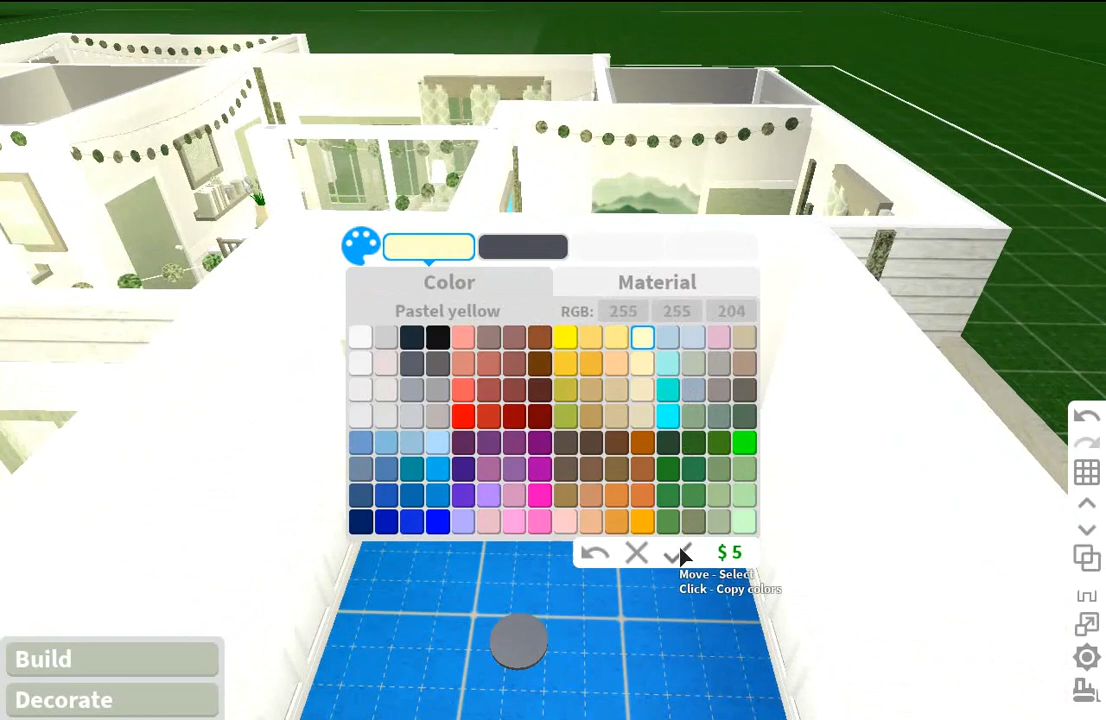 Color
Material
Pastel yellow
RGB: 255 255 204
$ 5
Move - Select
Click - Copy colors
Build
Decorate